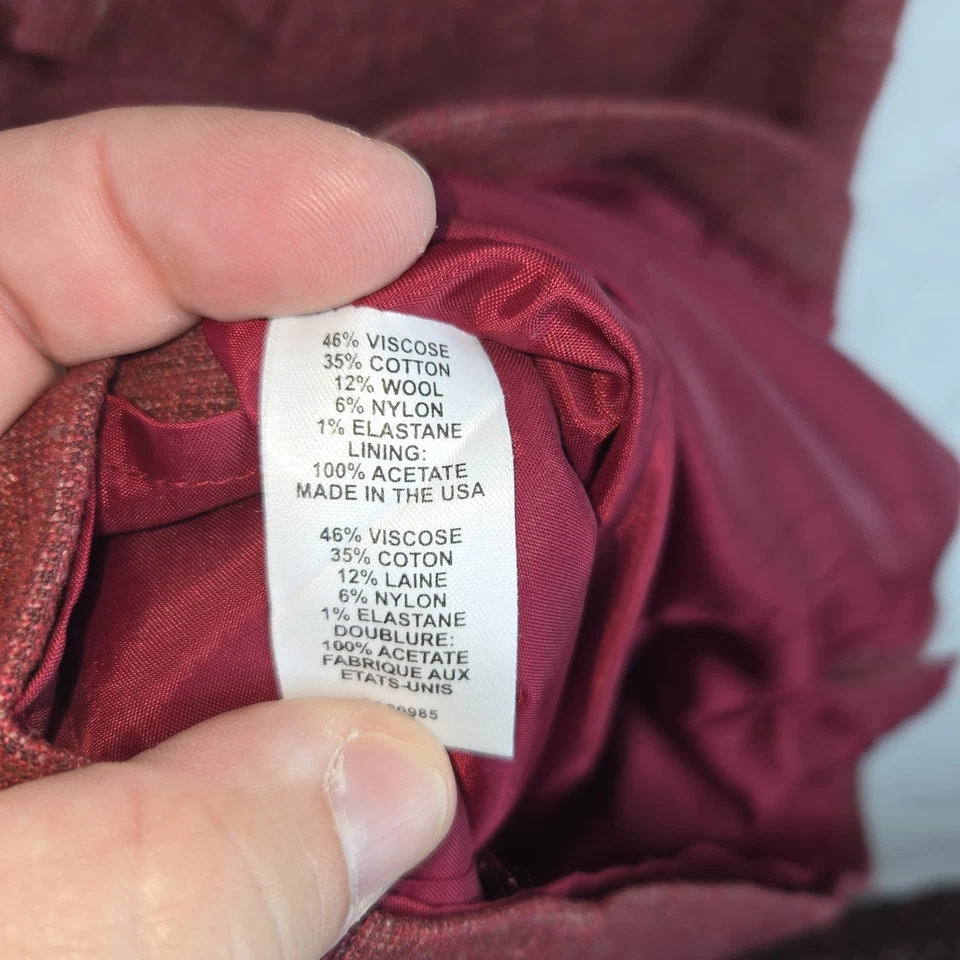 46% VISCOSE
35% COTTON
12% WOOL
6% NYLON
1% ELASTANE
LINING:
100% ACETATE
MADE IN THE USA
46% VISCOSE
35% COTON
12% LAINE
6% NYLON
1% ELASTANE
DOUBLURE:
100% ACETATE
FABRIQUE AUX
ETATS-UNIS